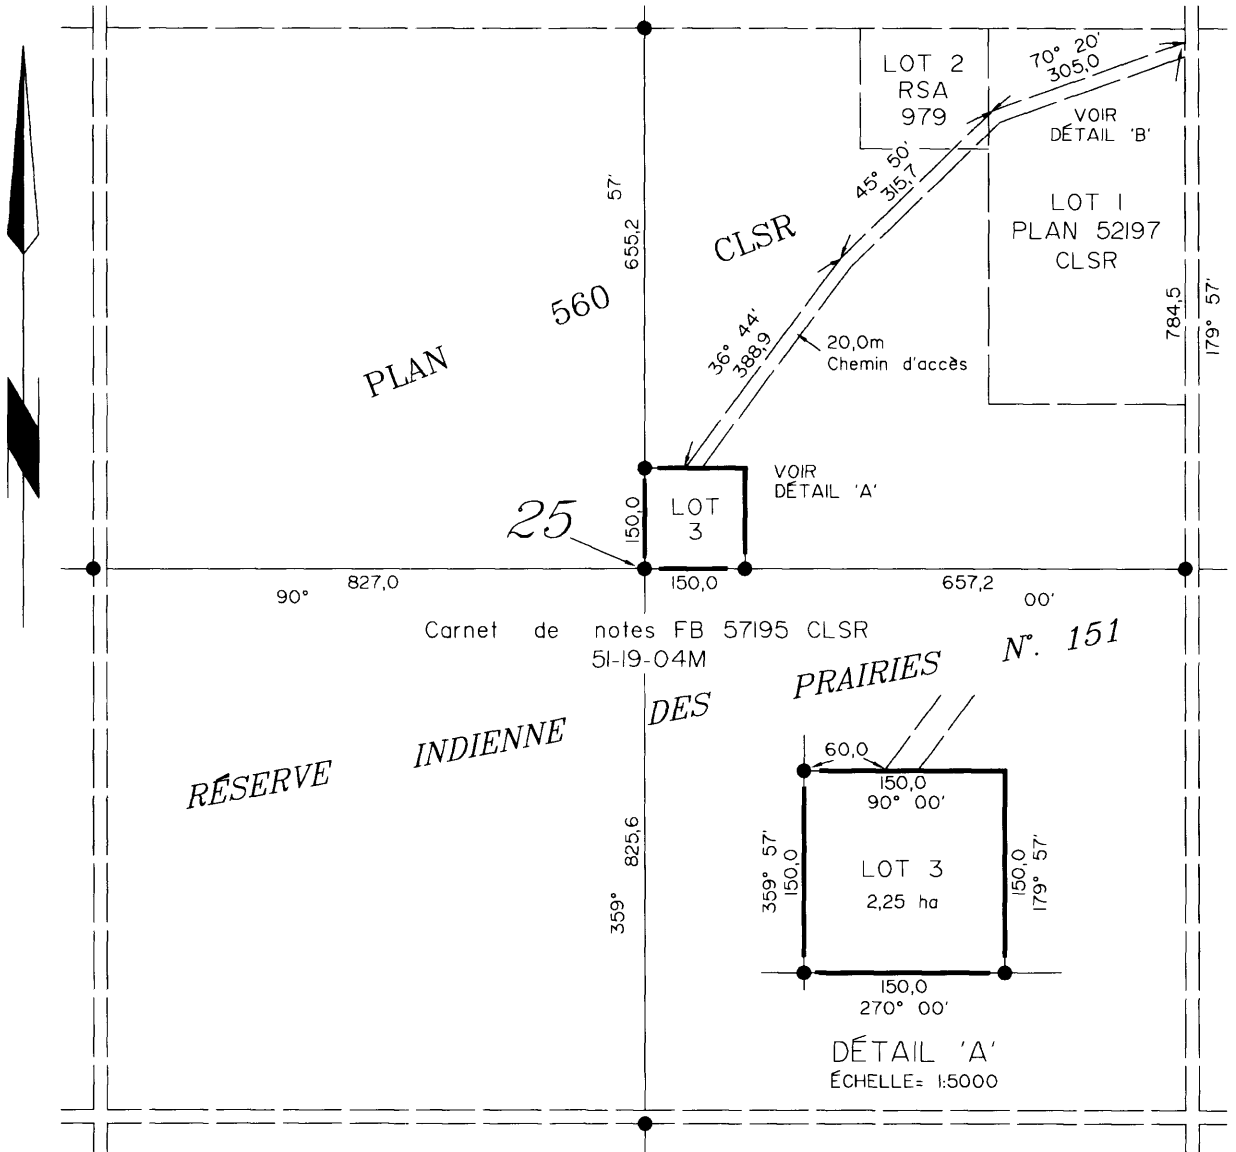 LOT 2
RSA
979
70° 20'
305,0
VOIR
DÉTAIL 'B'
45° 50'
315,7
LOT 1
PLAN 52197
CLSR
784,5
179° 57'
57'
655,2
PLAN 560 CLSR
36° 44'
388,9
20,0m
Chemin d'accès
VOIR
DÉTAIL 'A'
LOT
3
150,0
25
150,0
827,0
90°
657,2
00'
Carnet de notes FB 57195 CLSR
51-19-04M
RÉSERVE INDIENNE DES PRAIRIES N°. 151
825,6
359°
60,0
150,0
90° 00'
359° 57'
150,0
LOT 3
2,25 ha
150,0
179° 57'
150,0
270° 00'
DÉTAIL 'A'
ÉCHELLE= 1:5000